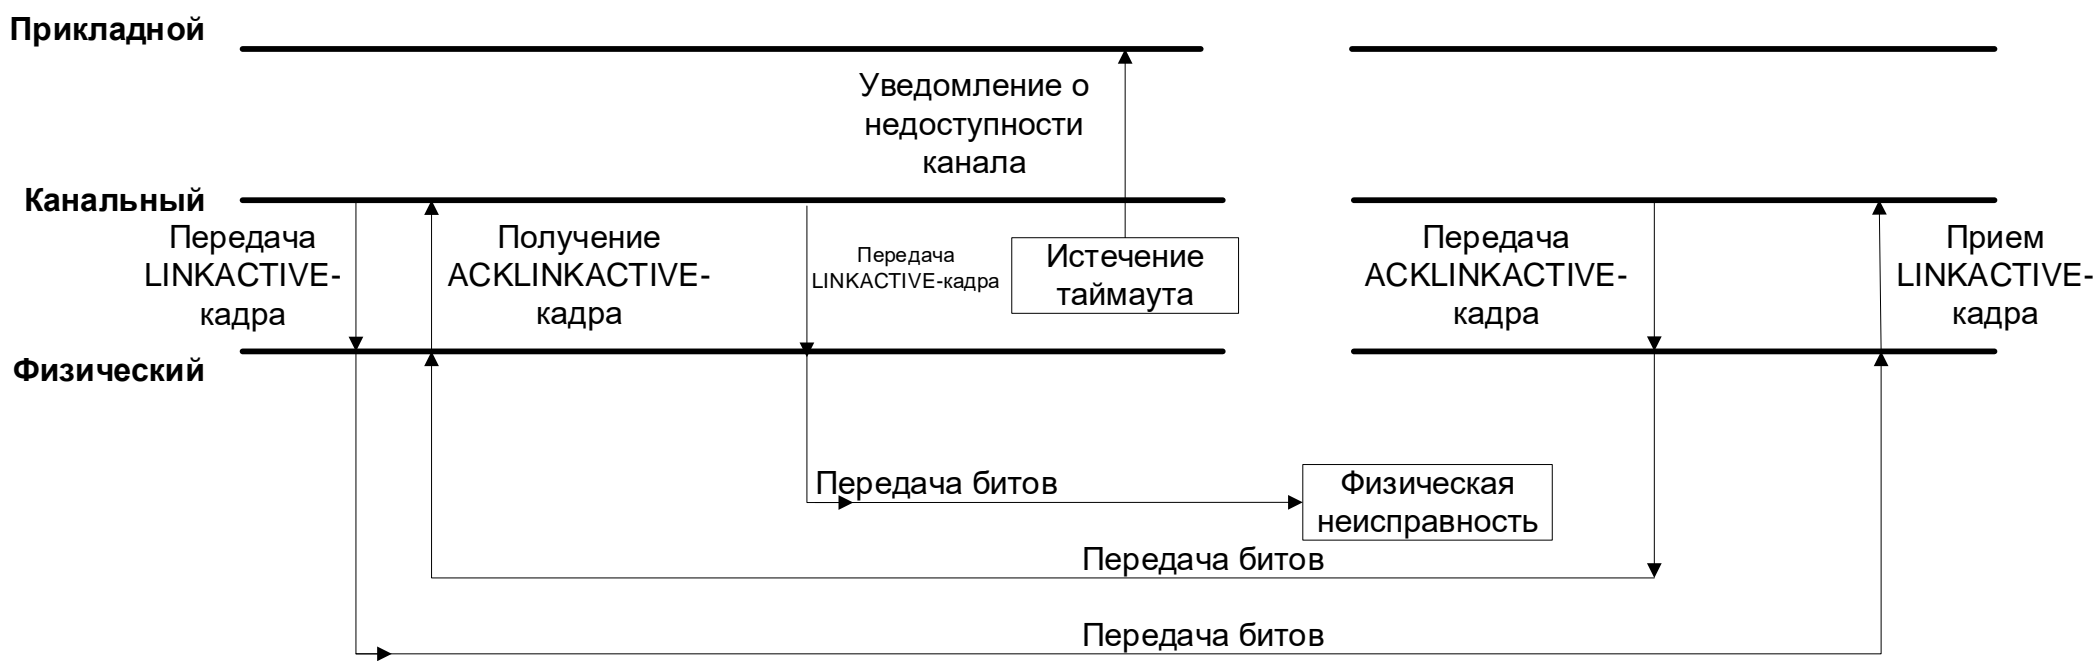 Прикладной
Уведомление о
недоступности
канала
Канальный
Передача
LINKACTIVE-
кадра
Получение
ACKLINKACTIVE-
кадра
Передача
LINKACTIVE-кадра
Истечение
таймаута
Передача
ACKLINKACTIVE-
кадра
Прием
LINKACTIVE-
кадра
Физический
Передача битов
Физическая
неисправность
Передача битов
Передача битов